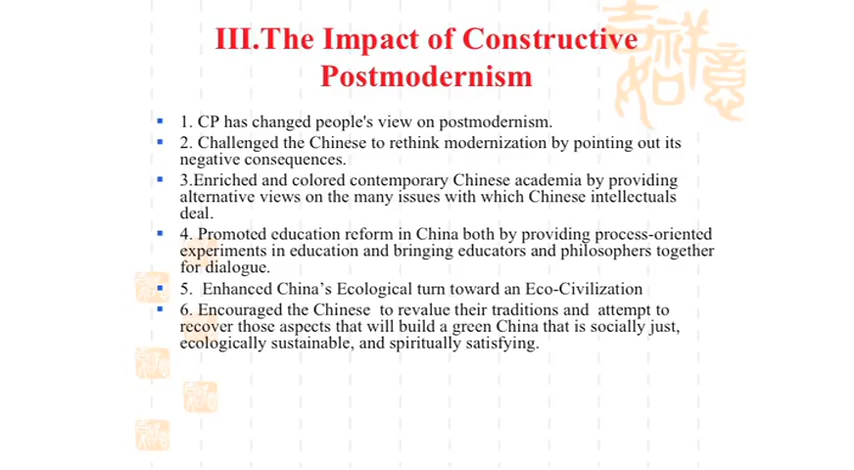 III.The Impact of Constructive
Postmodernism
吉祥
如意
1. CP has changed people's view on postmodernism.
2. Challenged the Chinese to rethink modernization by pointing out its
negative consequences.
3.Enriched and colored contemporary Chinese academia by providing
alternative views on the many issues with which Chinese intellectuals
deal.
4. Promoted education reform in China both by providing process-oriented
experiments in education and bringing educators and philosophers together
for dialogue.
5.  Enhanced China’s Ecological turn toward an Eco-Civilization
6. Encouraged the Chinese  to revalue their traditions and  attempt to
recover those aspects that will build a green China that is socially just,
ecologically sustainable, and spiritually satisfying.